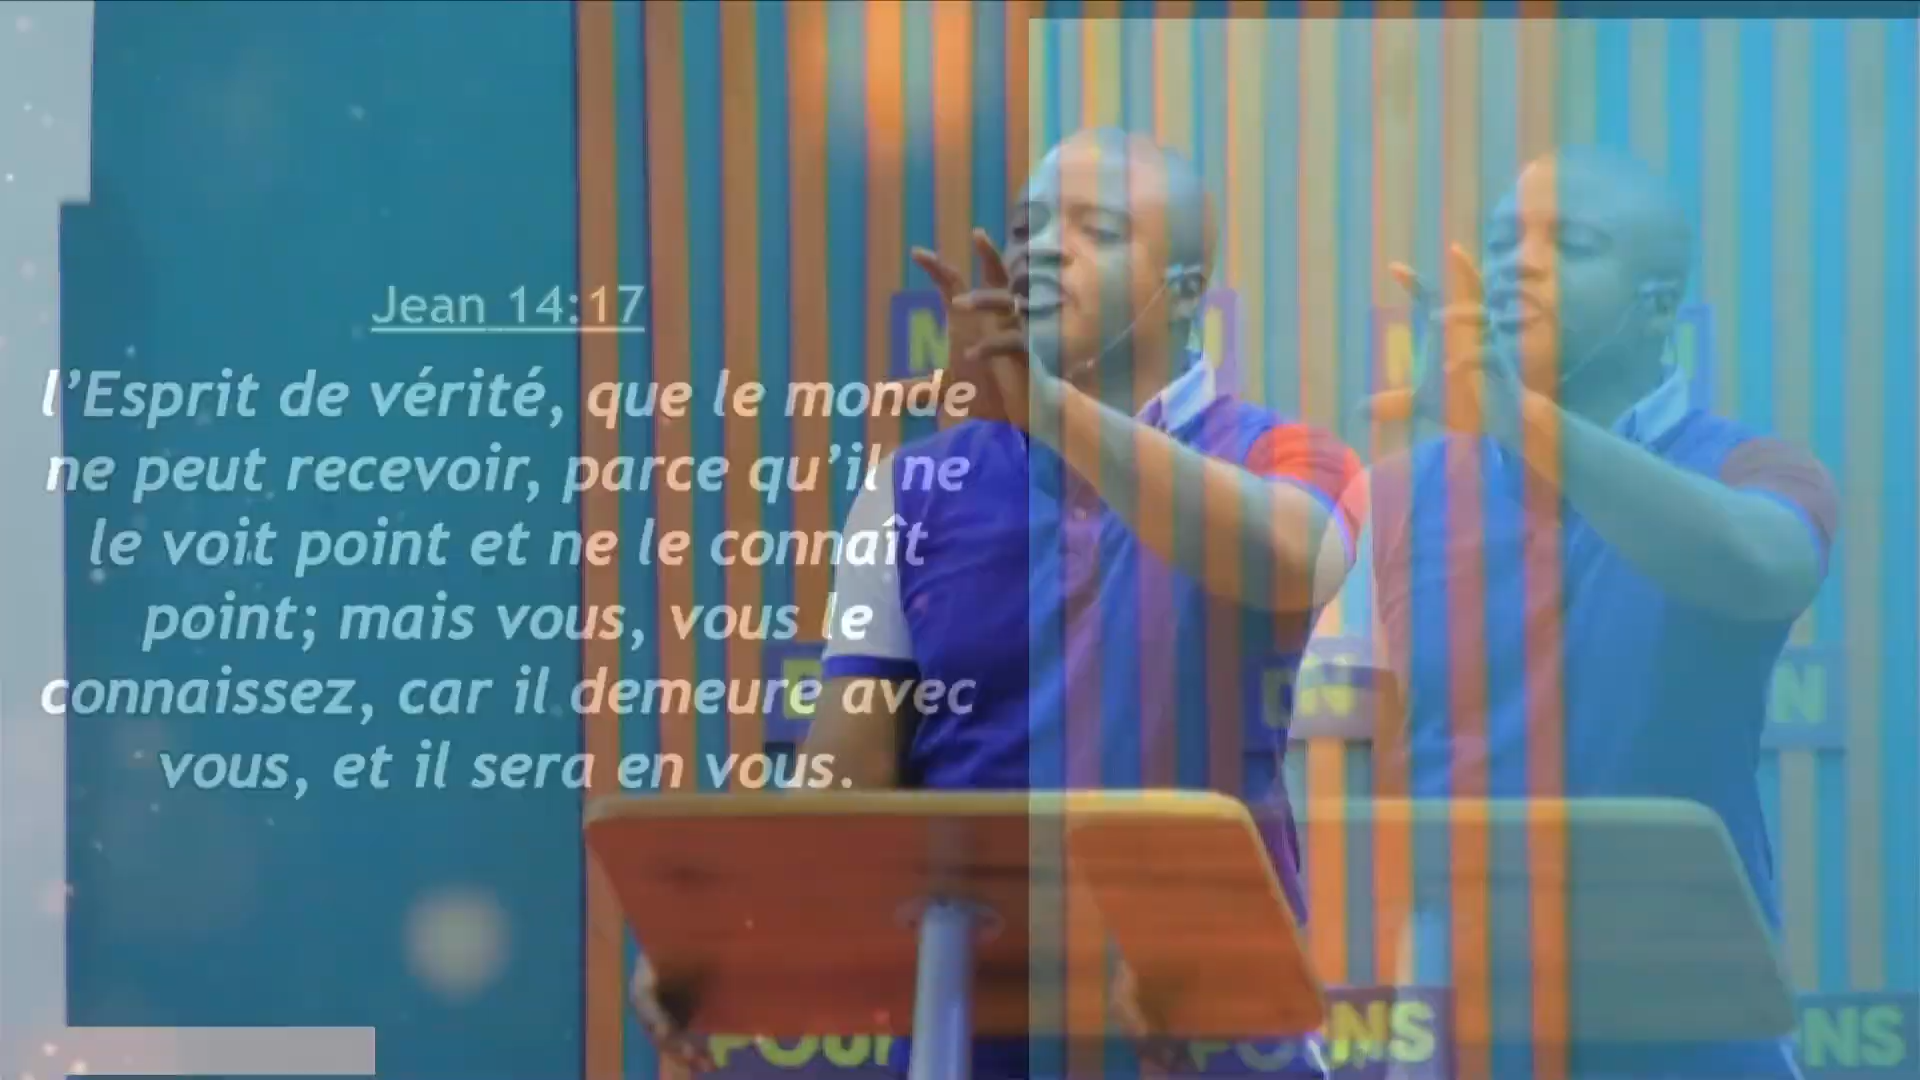 Jean 14:17
l’Esprit de vérité, que le monde
ne peut recevoir, parce qu’il ne
le voit point et ne le connaît
point; mais vous, vous le
connaissez, car il demeure avec
vous, et il sera en vous.
NS
NS